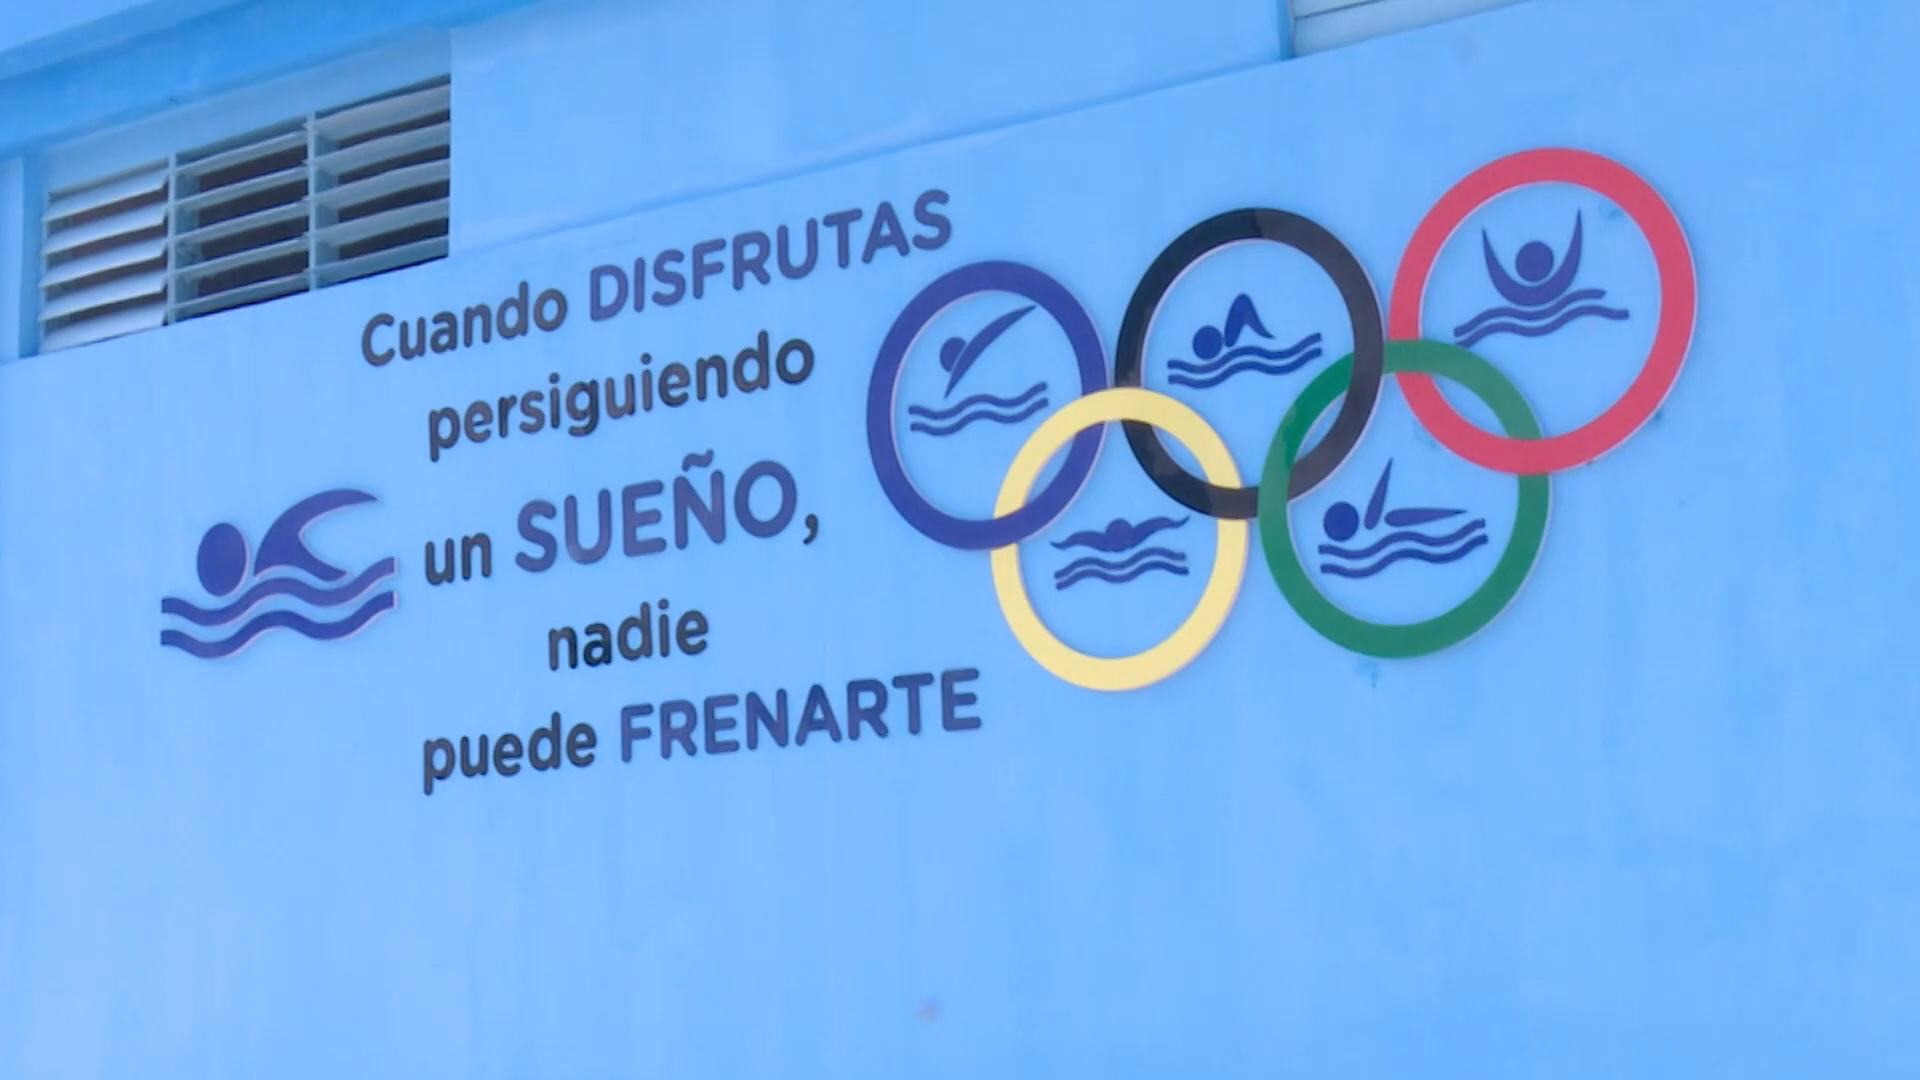 Cuando DISFRUTAS
persiguiendo
un SUEÑO,
nadie
puede FRENARTE